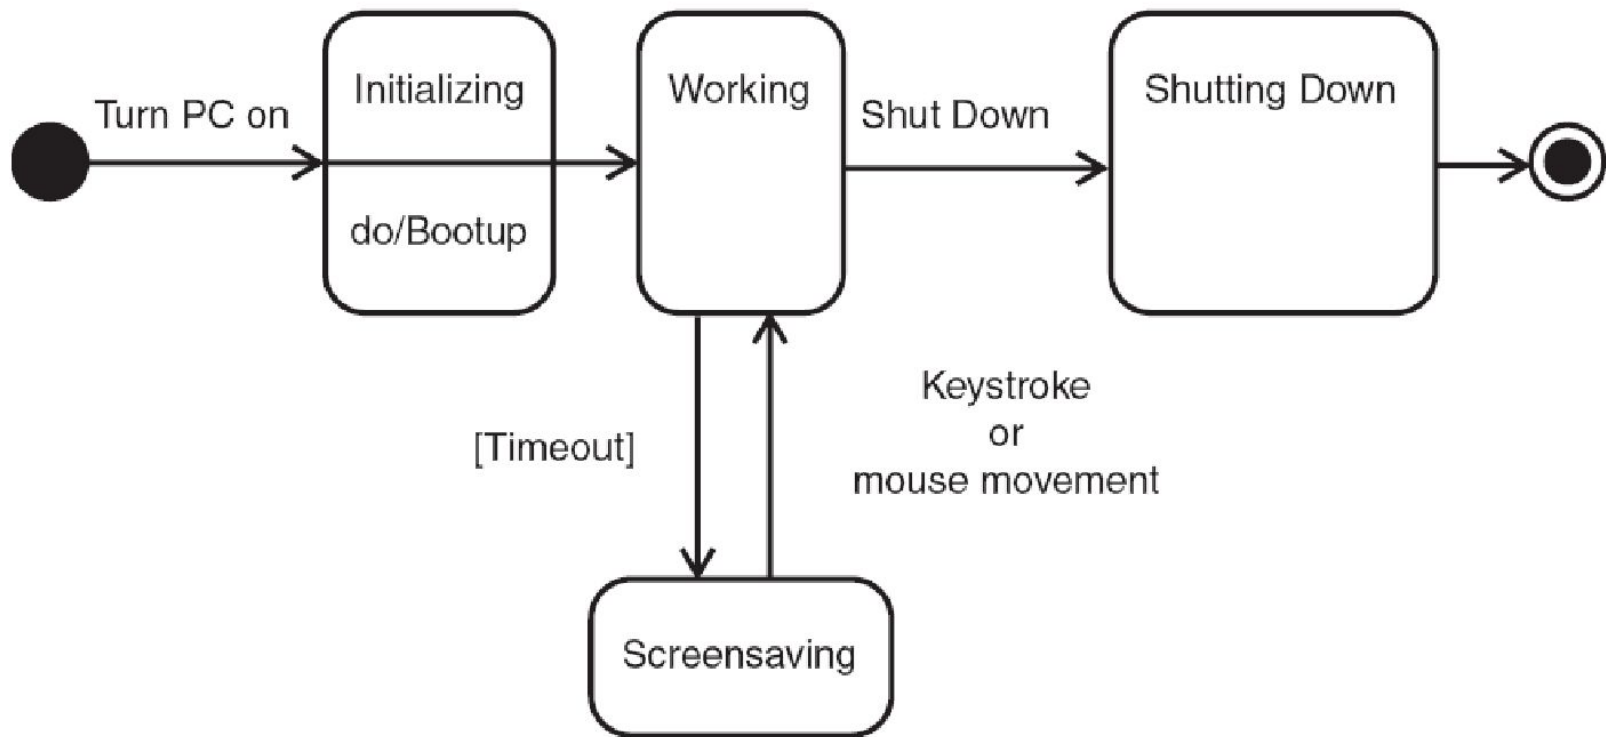 Turn PC on
Initializing
do/Bootup
Working
Shut Down
Shutting Down
[Timeout]
Keystroke
or
mouse movement
Screensaving